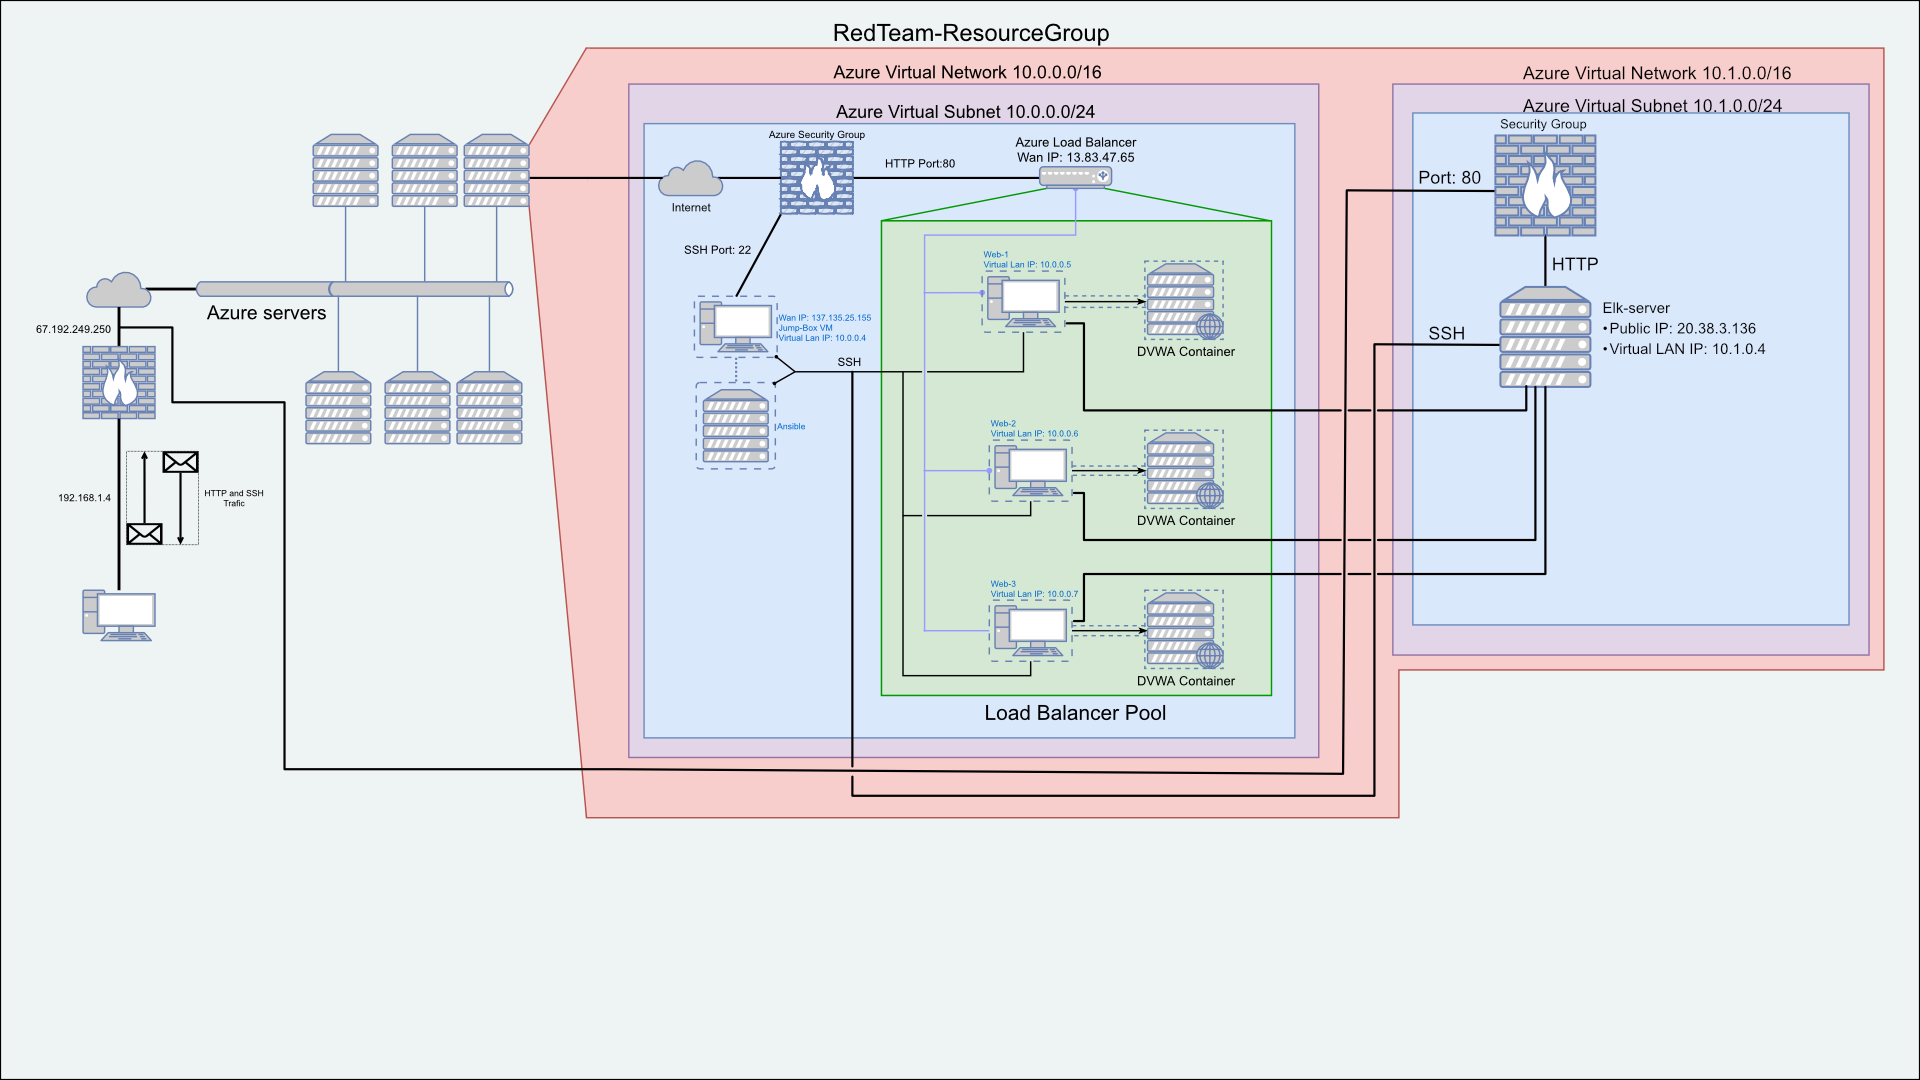 RedTeam-ResourceGroup
Azure Virtual Network 10.0.0.0/16
Azure Virtual Network 10.1.0.0/16
Azure Virtual Subnet 10.0.0.0/24
Azure Virtual Subnet 10.1.0.0/24
Azure Security Group
Azure Load Balancer
Wan IP: 13.83.47.65
Security Group
HTTP Port:80
Port: 80
Internet
SSH Port: 22
Web-1
Virtual Lan IP: 10.0.0.5
HTTP
Azure servers
67.192.249.250
Wan IP: 137.135.25.155
Jump-Box VM
Virtual Lan IP: 10.0.0.4
Elk-server
•Public IP: 20.38.3.136
•Virtual LAN IP: 10.1.0.4
SSH
SSH
DVWA Container
Ansible
Web-2
Virtual Lan IP: 10.0.0.6
192.168.1.4
HTTP and SSH
Trafic
DVWA Container
Web-3
Virtual Lan IP: 10.0.0.7
DVWA Container
Load Balancer Pool